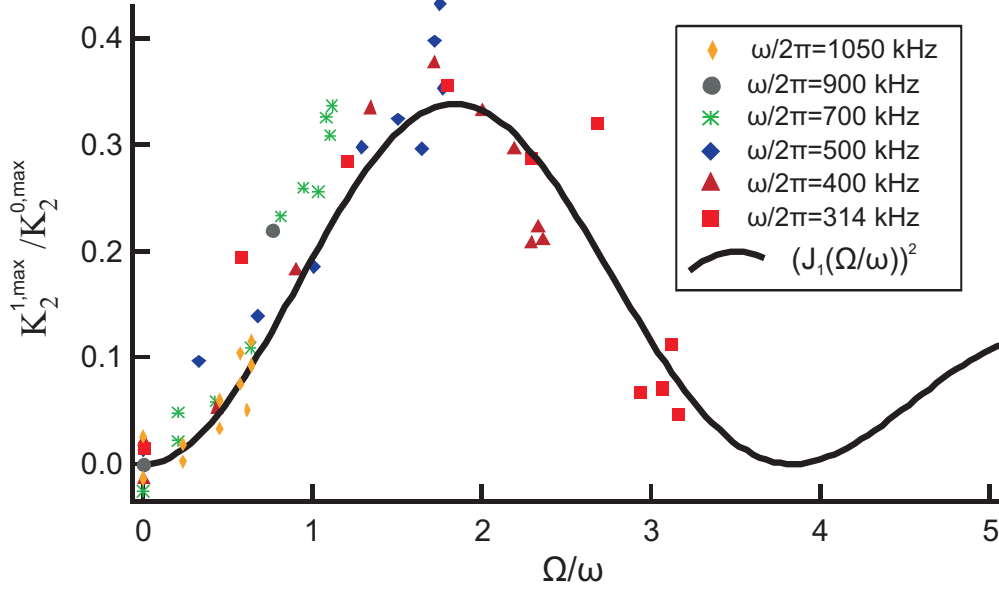 0.4
0.3
0.2
0.1
0.0
K₂^1,max /K₂^0,max
0
1
2
3
4
5
Ω/ω
ω/2π=1050 kHz
ω/2π=900 kHz
ω/2π=700 kHz
ω/2π=500 kHz
ω/2π=400 kHz
ω/2π=314 kHz
(J₁(Ω/ω))²